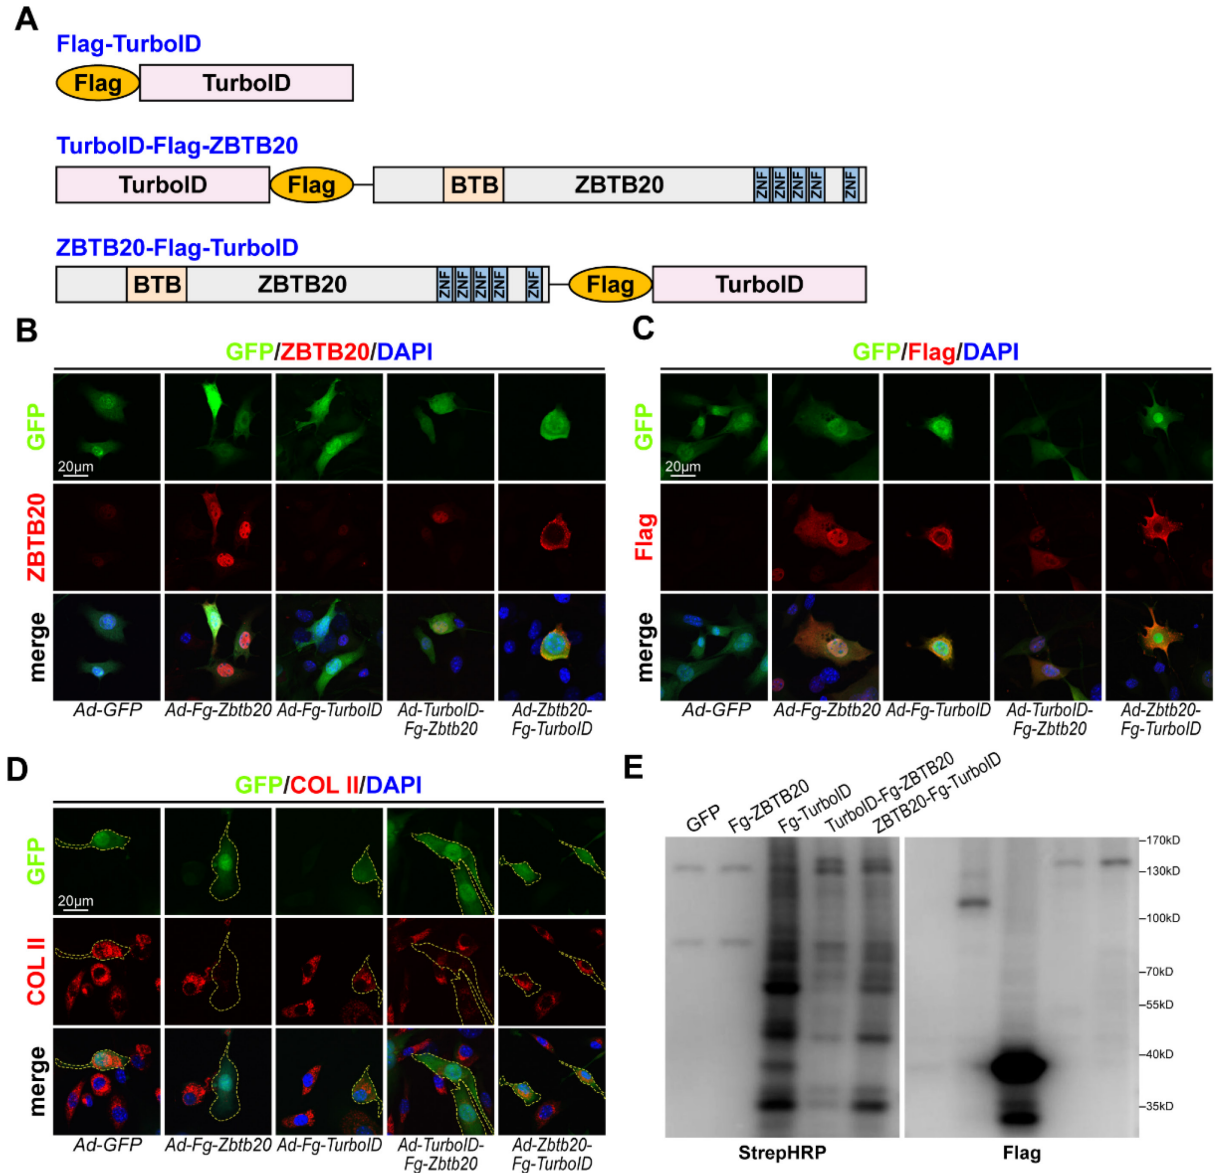 A
Flag-TurboID
Flag TurboID
TurboID-Flag-ZBTB20
TurboID Flag BTB ZBTB20 ZNF ZNF ZNF ZNF ZNF
ZBTB20-Flag-TurboID
BTB ZBTB20 ZNF ZNF ZNF ZNF ZNF Flag TurboID
B
GFP/ZBTB20/DAPI
GFP
20µm
ZBTB20
merge
Ad-GFP Ad-Fg-Zbtb20 Ad-Fg-TurboID Ad-TurboID- Ad-Zbtb20-
Fg-Zbtb20 Fg-TurboID
C
GFP/Flag/DAPI
GFP
20µm
Flag
merge
Ad-GFP Ad-Fg-Zbtb20 Ad-Fg-TurboID Ad-TurboID- Ad-Zbtb20-
Fg-Zbtb20 Fg-TurboID
D
GFP/COL II/DAPI
GFP
20µm
COL II
merge
Ad-GFP Ad-Fg-Zbtb20 Ad-Fg-TurboID Ad-TurboID- Ad-Zbtb20-
Fg-Zbtb20 Fg-TurboID
E
GFP
Fg-ZBTB20
Fg-TurboID
TurboID-Fg-ZBTB20
ZBTB20-Fg-TurboID
-170kD
-130kD
-100kD
-70kD
-55kD
-40kD
-35kD
StrepHRP Flag